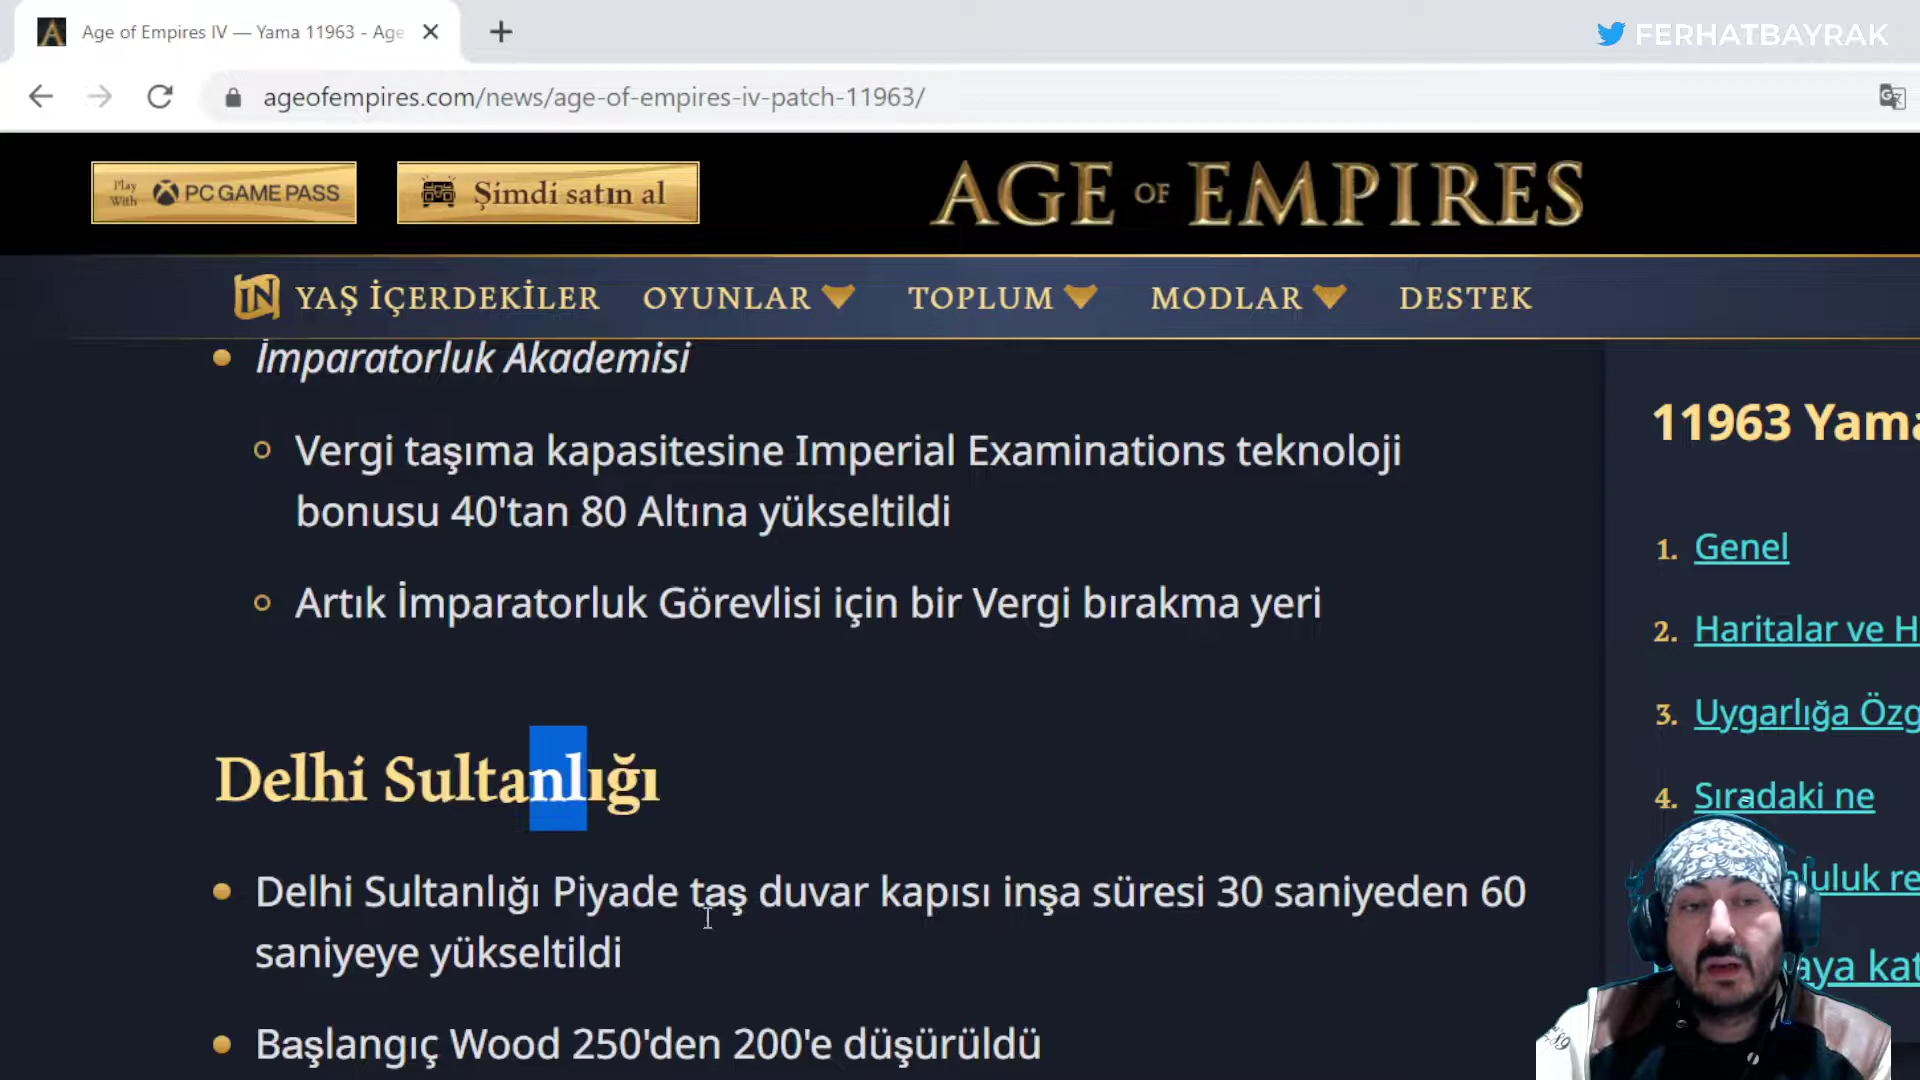 Age of Empires IV — Yama 11963 - Age
FERHATBAYRAK
ageofempires.com/news/age-of-empires-iv-patch-11963/
Play With PC GAME PASS
Şimdi satın al
AGE OF EMPIRES
IN YAŞ İÇERDEKİLER OYUNLAR TOPLUM MODLAR DESTEK
İmparatorluk Akademisi
Vergi taşıma kapasitesine Imperial Examinations teknoloji
bonusu 40'tan 80 Altına yükseltildi
Artık İmparatorluk Görevlisi için bir Vergi bırakma yeri
Delhi Sultanlığı
Delhi Sultanlığı Piyade taş duvar kapısı inşa süresi 30 saniyeden 60
saniyeye yükseltildi
Başlangıç Wood 250'den 200'e düşürüldü
11963 Yama
1. Genel
2. Haritalar ve H
3. Uygarlığa Özg
4. Sıradaki ne